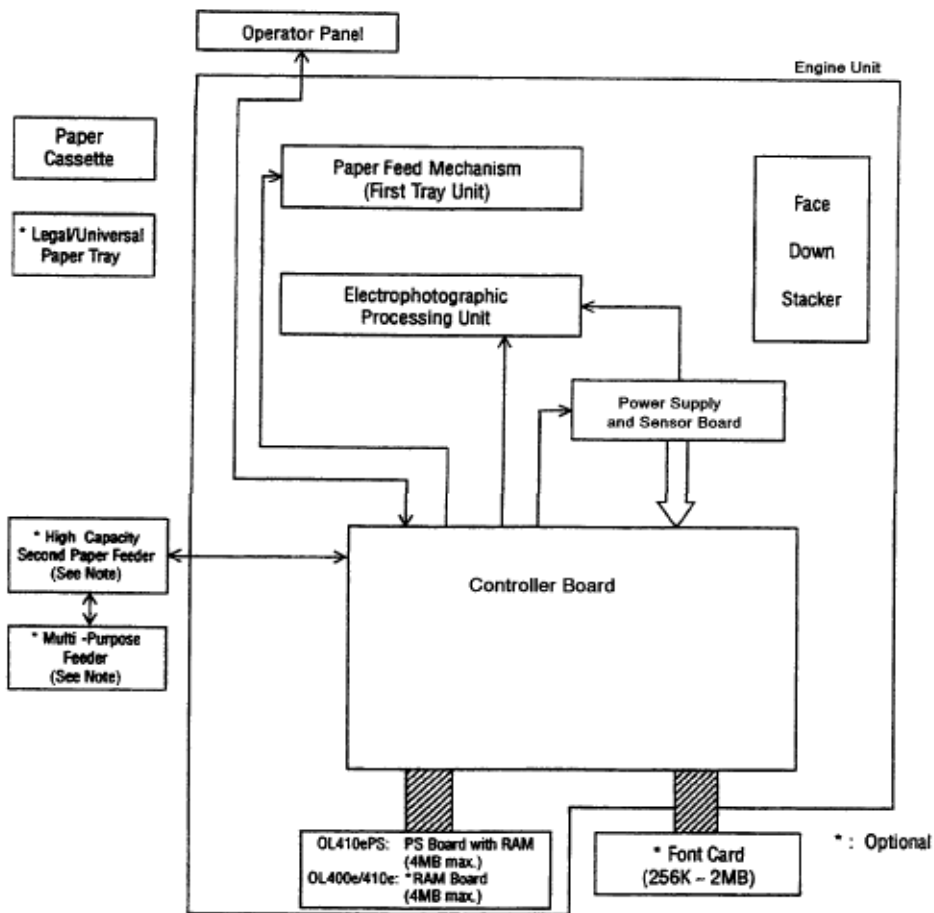 Operator Panel
Engine Unit
Paper
Cassette
Paper Feed Mechanism
(First Tray Unit)
Face
Down
Stacker
* Legal/Universal
Paper Tray
Electrophotographic
Processing Unit
Power Supply
and Sensor Board
* High Capacity
Second Paper Feeder
(See Note)
Controller Board
* Multi -Purpose
Feeder
(See Note)
OL410ePS: PS Board with RAM
(4MB max.)
OL400e/410e: *RAM Board
(4MB max.)
* Font Card
(256K ~ 2MB)
* : Optional